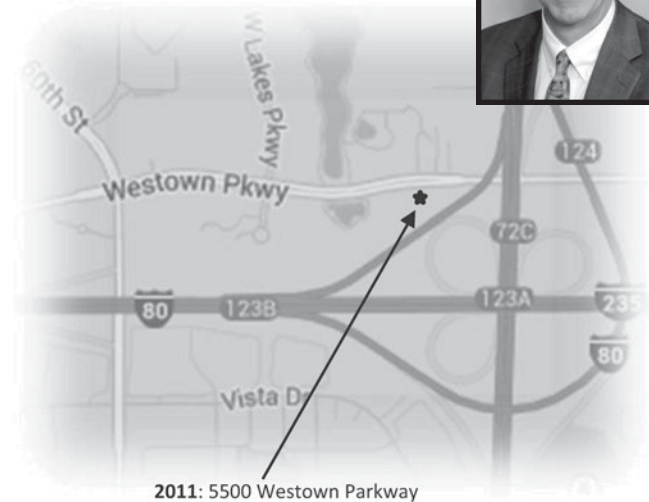 60th St
W Lakes Pkwy
124
Westown Pkwy
72C
80
123B
123A
235
80
Vista Dr
2011: 5500 Westown Parkway